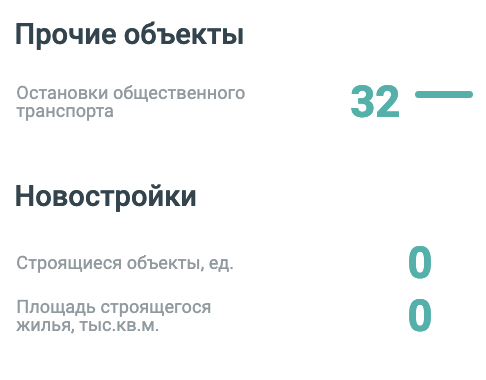 Прочие объекты
Остановки общественного
транспорта
32
Новостройки
Строящиеся объекты, ед.
0
Площадь строящегося
жилья, тыс.кв.м.
0